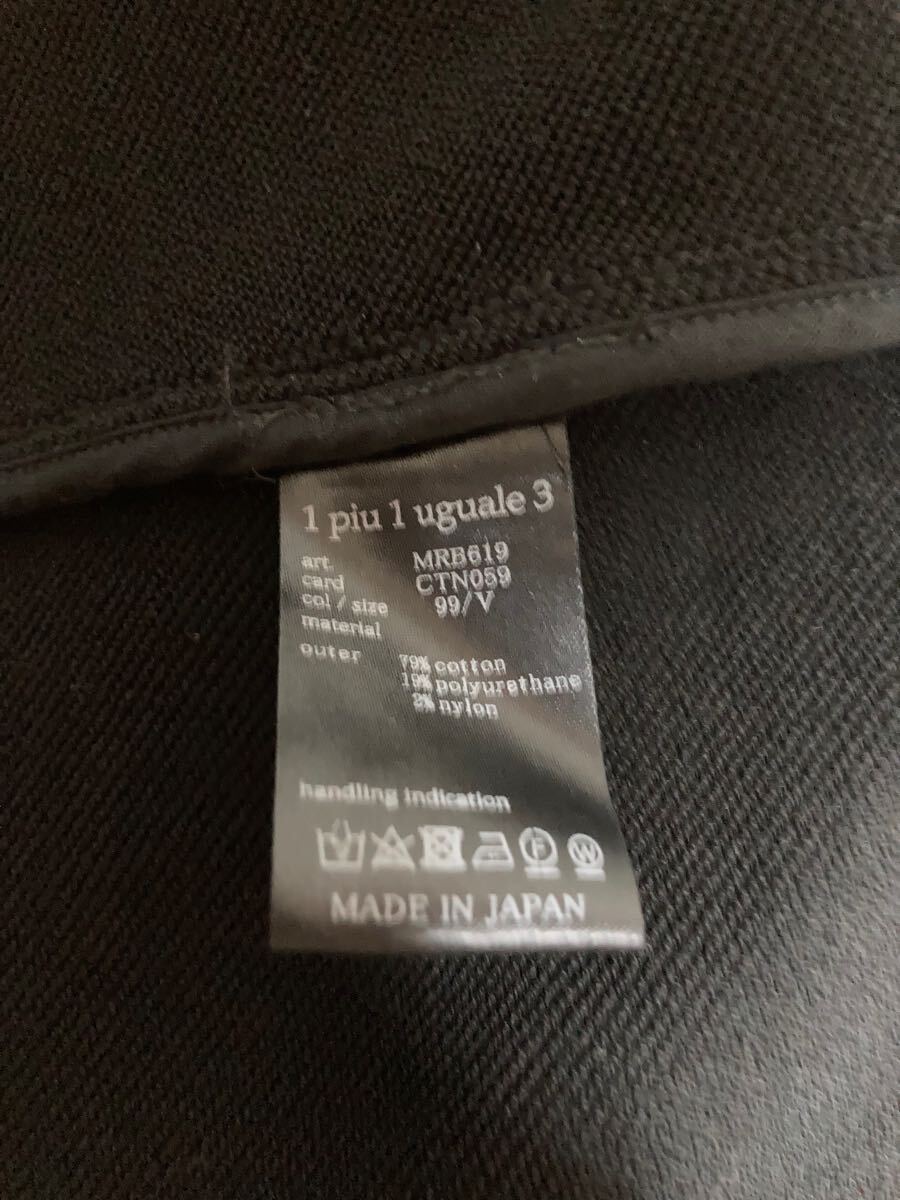 1 piu 1 uguale 3
art. MRB619
card CTN059
col / size 99/V
material
outer 79% cotton
19% polyurethane
2% nylon
handling indication
F W
MADE IN JAPAN